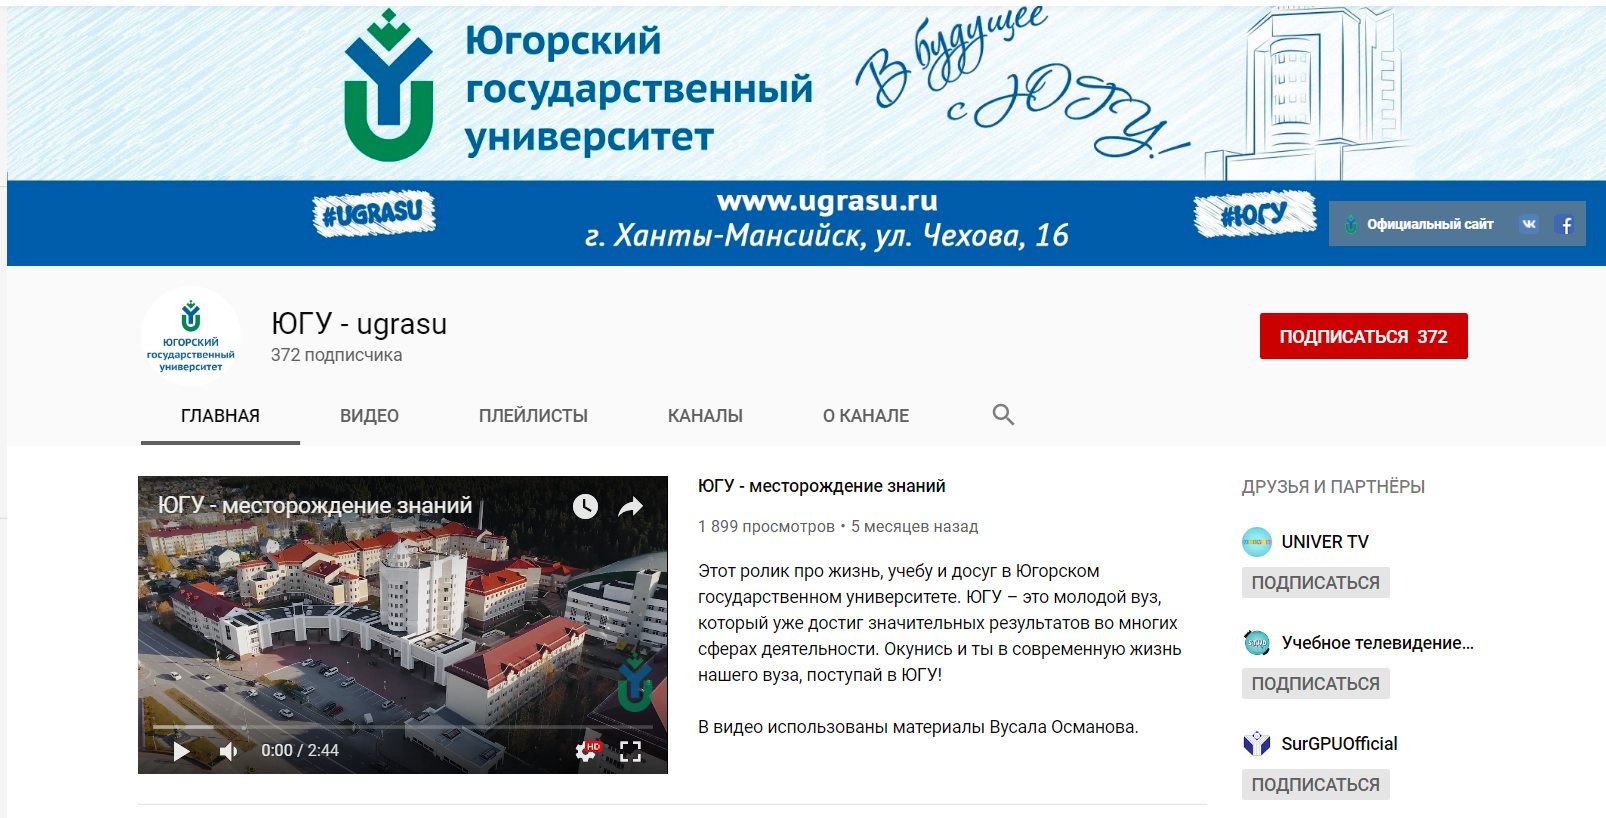 Югорский
государственный
университет
В будущее
с ЮГУ!
#UGRASU
www.ugrasu.ru
г. Ханты-Мансийск, ул. Чехова, 16
#ЮГУ
Официальный сайт
ЮГОРСКИЙ
государственный
университет
ЮГУ - ugrasu
372 подписчика
ПОДПИСАТЬСЯ 372
ГЛАВНАЯ ВИДЕО ПЛЕЙЛИСТЫ КАНАЛЫ О КАНАЛЕ
ЮГУ - месторождение знаний
0:00 / 2:44
HD
ЮГУ - месторождение знаний
1 899 просмотров • 5 месяцев назад
Этот ролик про жизнь, учебу и досуг в Югорском
государственном университете. ЮГУ – это молодой вуз,
который уже достиг значительных результатов во многих
сферах деятельности. Окунись и ты в современную жизнь
нашего вуза, поступай в ЮГУ!
В видео использованы материалы Вусала Османова.
ДРУЗЬЯ И ПАРТНЁРЫ
UNIVER TV
ПОДПИСАТЬСЯ
Учебное телевидение...
ПОДПИСАТЬСЯ
SurGPUOfficial
ПОДПИСАТЬСЯ